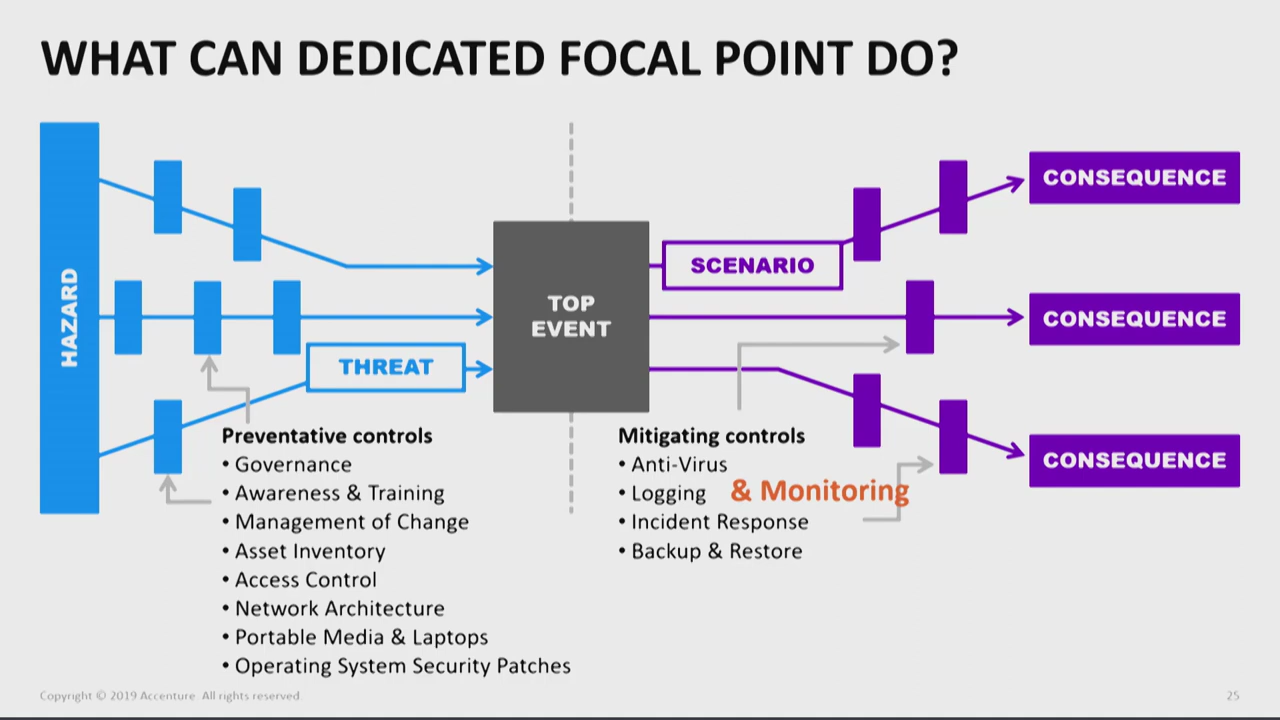 WHAT CAN DEDICATED FOCAL POINT DO?
HAZARD
THREAT
TOP
EVENT
SCENARIO
CONSEQUENCE
CONSEQUENCE
CONSEQUENCE
Preventative controls
• Governance
• Awareness & Training
• Management of Change
• Asset Inventory
• Access Control
• Network Architecture
• Portable Media & Laptops
• Operating System Security Patches
Mitigating controls
• Anti-Virus
• Logging & Monitoring
• Incident Response
• Backup & Restore
Copyright © 2019 Accenture. All rights reserved.
25